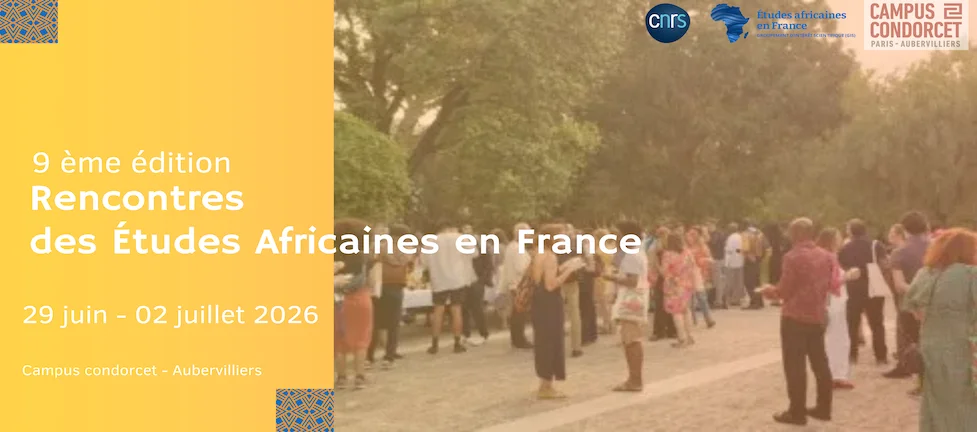 cnrs
Études africaines
en France
CAMPUS
CONDORCET
PARIS - AUBERVILLIERS
9 ème édition
Rencontres
des Études Africaines en France
29 juin - 02 juillet 2026
Campus condorcet - Aubervilliers